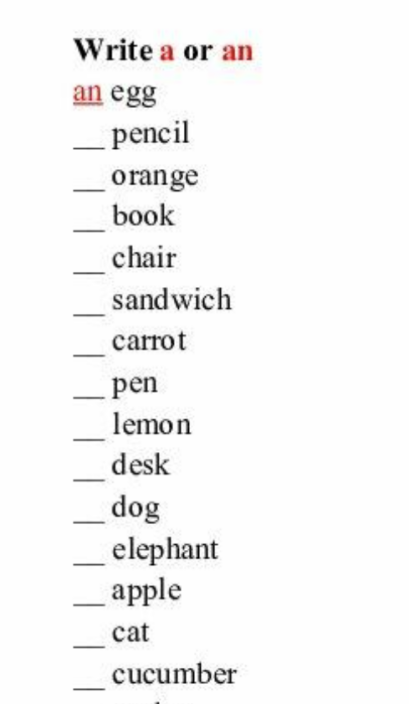 Write a or an
an egg
__ pencil
__ orange
__ book
__ chair
__ sandwich
__ carrot
__ pen
__ lemon
__ desk
__ dog
__ elephant
__ apple
__ cat
__ cucumber